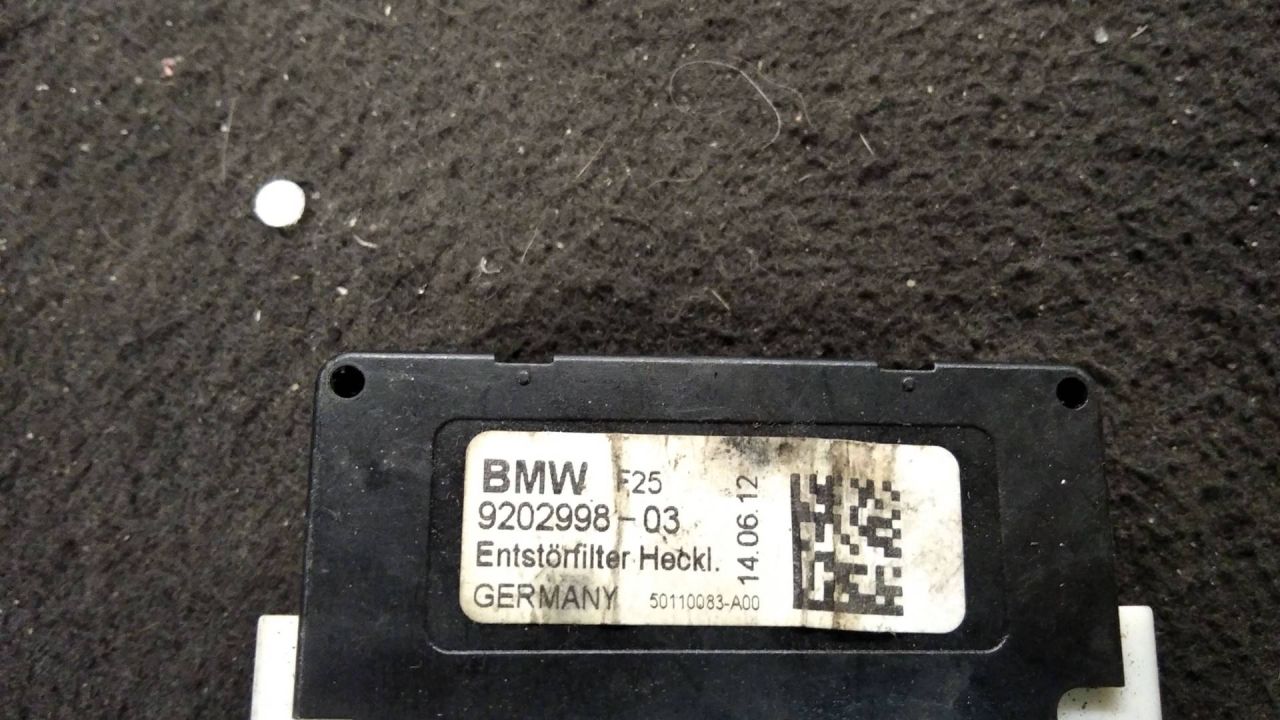 BMW F25
9202998-03
Entstörfilter Heckl.
GERMANY 50110083-A00
14.06.12